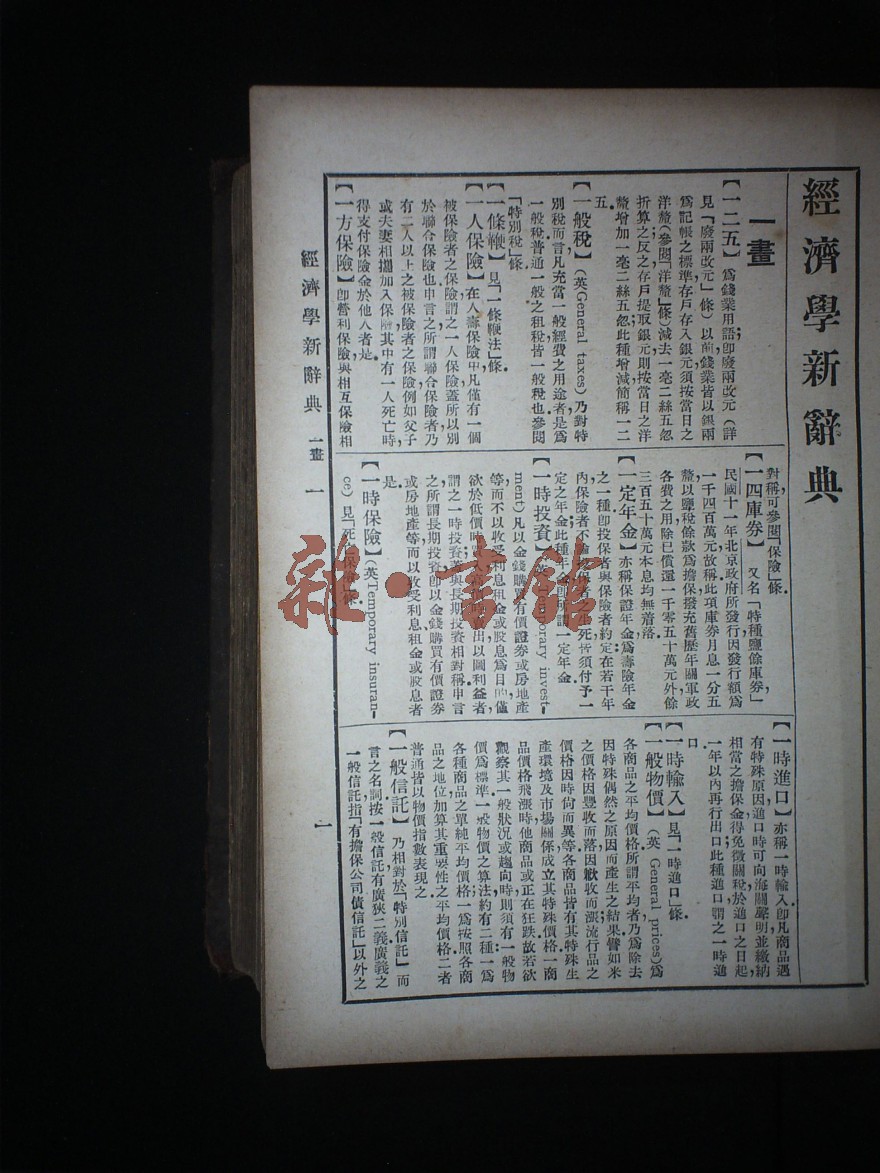 經濟學新辭典
一畫
【一二五】 爲錢業用語卽廢兩改元（詳
見「廢兩改元」條）以前錢業皆以銀兩
爲記帳之標準存戶存入銀元須按當日之
洋釐（參閱「洋釐」條）減去一毫二絲五忽
折算之反之存戶提取銀元則按當日之洋
釐增加一毫二絲五忽此種增減簡稱一二
五
【一般稅】（英General taxes）乃對特
別稅而言凡充當一般經費之用途者是爲
一般稅普通一般之租稅皆一般稅也參閱
「特別稅」條
【一條鞭】見「一條鞭法」條
【一人保險】在人壽保險中凡僅有一個
被保險者之保險謂之一人保險蓋所以別
於聯合保險也申言之所謂聯合保險者乃
有二人以上之被保險者之保險例如父子
或夫妻相攜加入保險其中有一人死亡時
得支付保險金於他人者是
【一方保險】卽營利保險與相互保險相
對稱可參閱「保險」條
【一四庫券】 又名「特種鹽餘庫券」
民國十一年北京政府所發行因發行額爲
一千四百萬元故稱此項庫券月息一分五
釐以鹽稅餘款爲擔保撥充舊歷年關軍政
各費之用除已償還一千零五十萬元外餘
三百五十萬元本息均無着落
【一定年金】亦稱保證年金爲壽險年金
之一種卽投保者與保險者約定在若干年
內保險者不論被保者之生死皆須付予一
定之年金此種年金卽所謂一定年金
【一時投資】（英Temporary invest-
ment）凡以金錢購買有價證券或房地產
等而不以收受利息租金或股息爲目的僅
欲於低價時買入高價時賣出以圖利益者
謂之一時投資蓋與長期投資相對稱申言
之所謂長期投資卽以金錢購買有價證券
或房地產等而以收受利息租金或股息者
是
【一時保險】（英Temporary insuran-
ce）見「死亡保險」條
【一時進口】亦稱一時輸入卽凡商品遇
有特殊原因進口時可向海關聲明並繳納
相當之擔保金得免徵關稅於進口之日起
一年以內再行出口此種進口謂之一時進
口
【一時輸入】見「一時進口」條
【一般物價】（英 General prices）爲
各商品之平均價格所謂平均者乃爲除去
因特殊偶然之原因而產生之結果譬如米
之價格因豐收而落因歉收而漲流行品之
價格因時尙而異等各商品皆有其特殊生
產環境及市場關係成立其特殊價格一商
品價格飛漲時他商品或正在狂跌故若欲
觀察其一般狀況或趨向時則須有一般物
價爲標準一般物價之算法約有二種一爲
各種商品之單純平均價格一爲按照各商
品之地位加算其重要性之平均價格二者
普通皆以物價指數表現之
【一般信託】 乃相對於「特別信託」而
言之名詞按一般信託有廣狹二義廣義之
一般信託指「有擔保公司債信託」以外之
經濟學新辭典 一畫 一
一
雜·書館